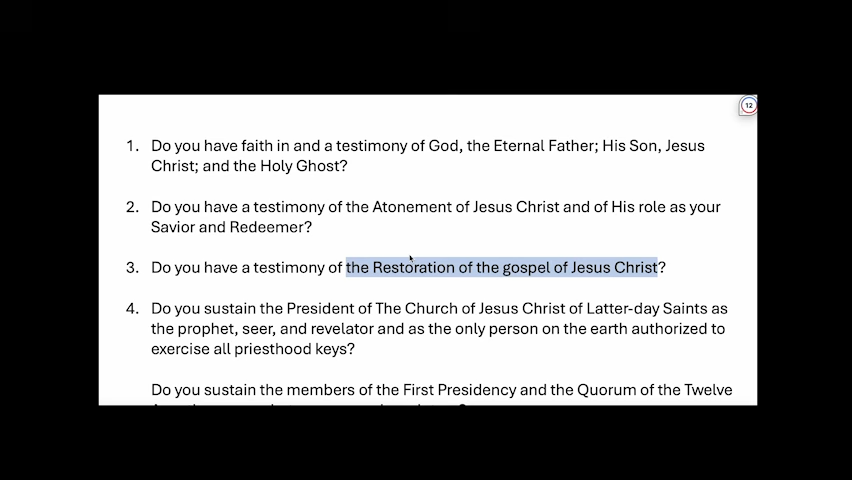 12
1. Do you have faith in and a testimony of God, the Eternal Father; His Son, Jesus
Christ; and the Holy Ghost?
2. Do you have a testimony of the Atonement of Jesus Christ and of His role as your
Savior and Redeemer?
3. Do you have a testimony of the Restoration of the gospel of Jesus Christ?
4. Do you sustain the President of The Church of Jesus Christ of Latter-day Saints as
the prophet, seer, and revelator and as the only person on the earth authorized to
exercise all priesthood keys?
Do you sustain the members of the First Presidency and the Quorum of the Twelve